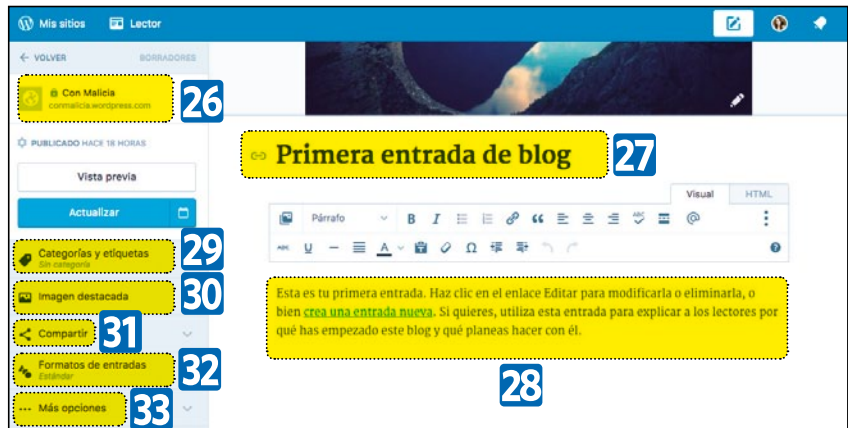 Mis sitios Lector
VOLVER BORRADORES
Con Malicia
conmalicia.wordpress.com
26
PUBLICADO HACE 18 HORAS
Vista previa
Actualizar
Categorías y etiquetas
Sin categoría
29
Imagen destacada
30
Compartir
31
Formatos de entradas
Estándar
32
Más opciones
33
Primera entrada de blog
27
Visual HTML
Párrafo B I “ ABC @
ABC U A T Ω ?
Esta es tu primera entrada. Haz clic en el enlace Editar para modificarla o eliminarla, o
bien crea una entrada nueva. Si quieres, utiliza esta entrada para explicar a los lectores por
qué has empezado este blog y qué planeas hacer con él.
28